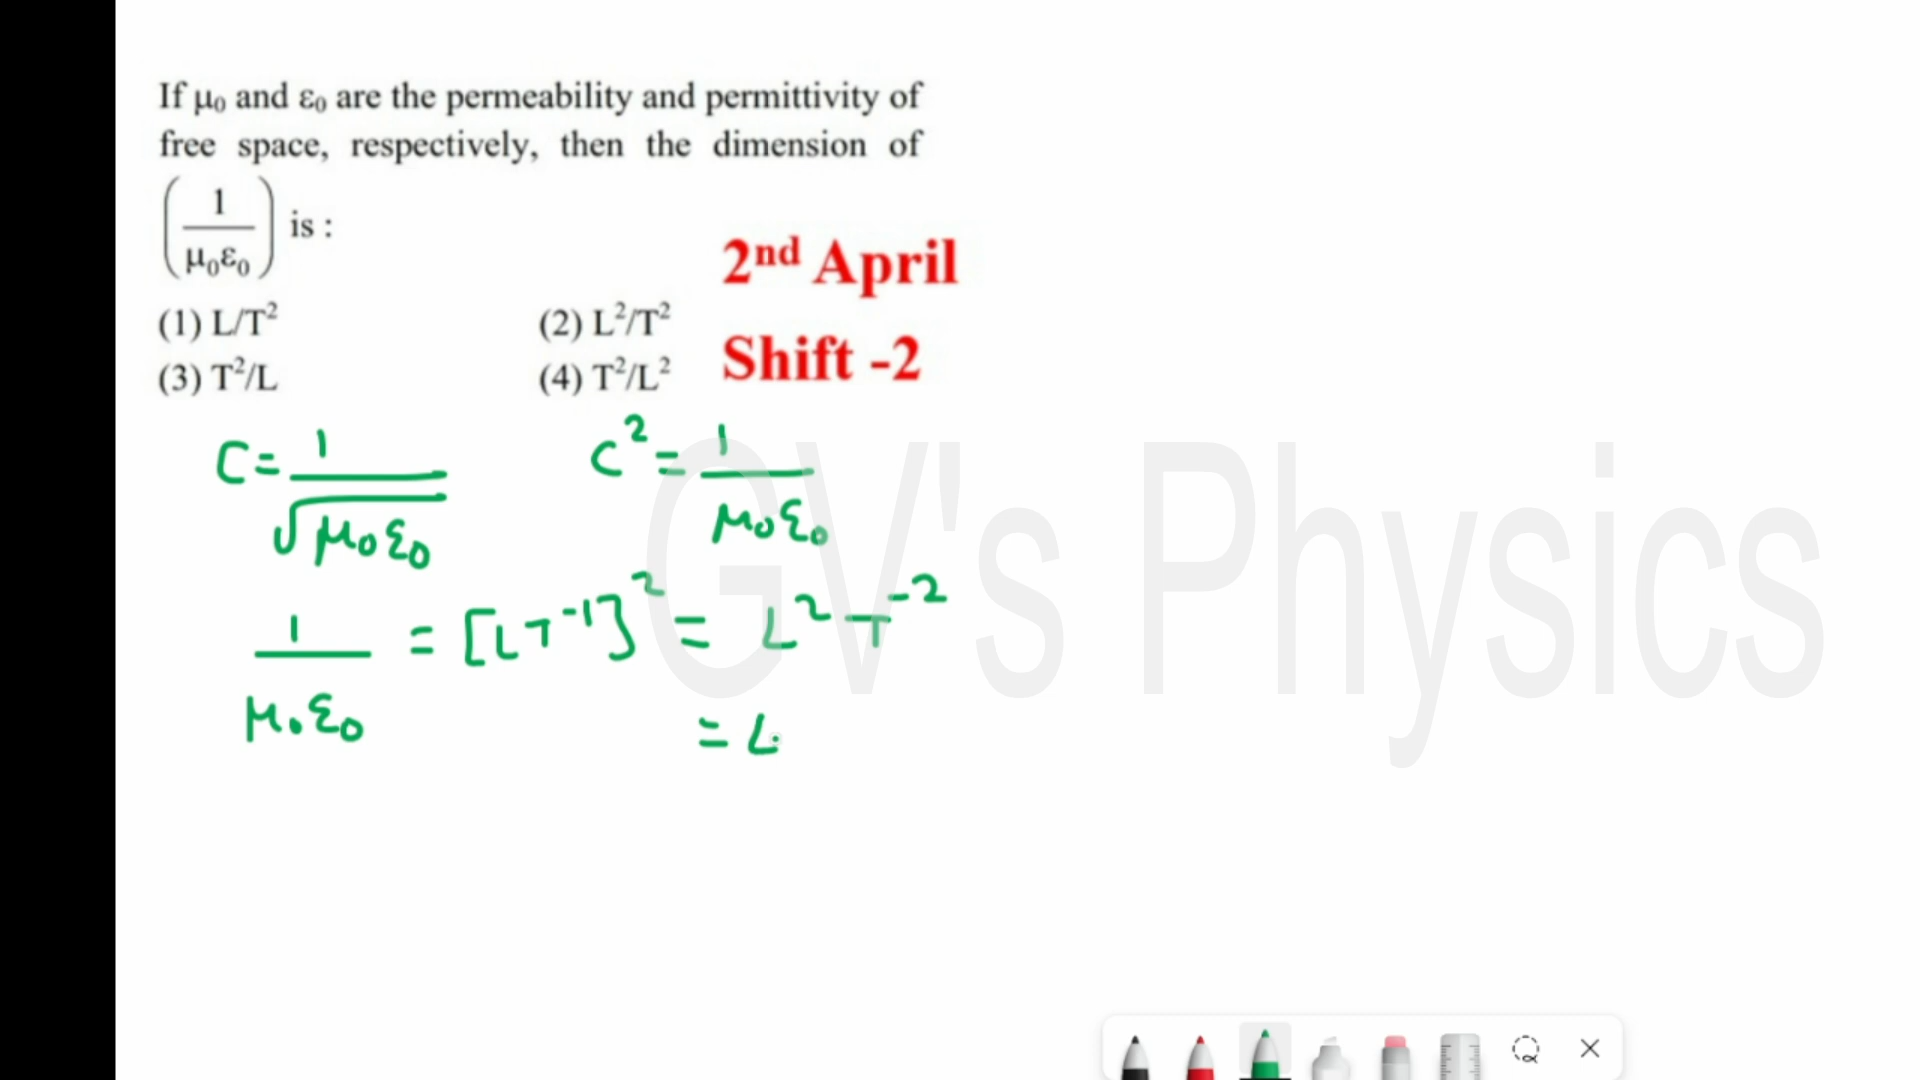 If μ₀ and ε₀ are the permeability and permittivity of
free space, respectively, then the dimension of
(1/μ₀ε₀) is :
(1) L/T²
(2) L²/T²
(3) T²/L
(4) T²/L²
2nd April
Shift -2
C = 1/√μ₀ε₀
C² = 1/μ₀ε₀
1/μ₀ε₀ = [LT⁻¹]² = L²T⁻²
= L
GV's Physics